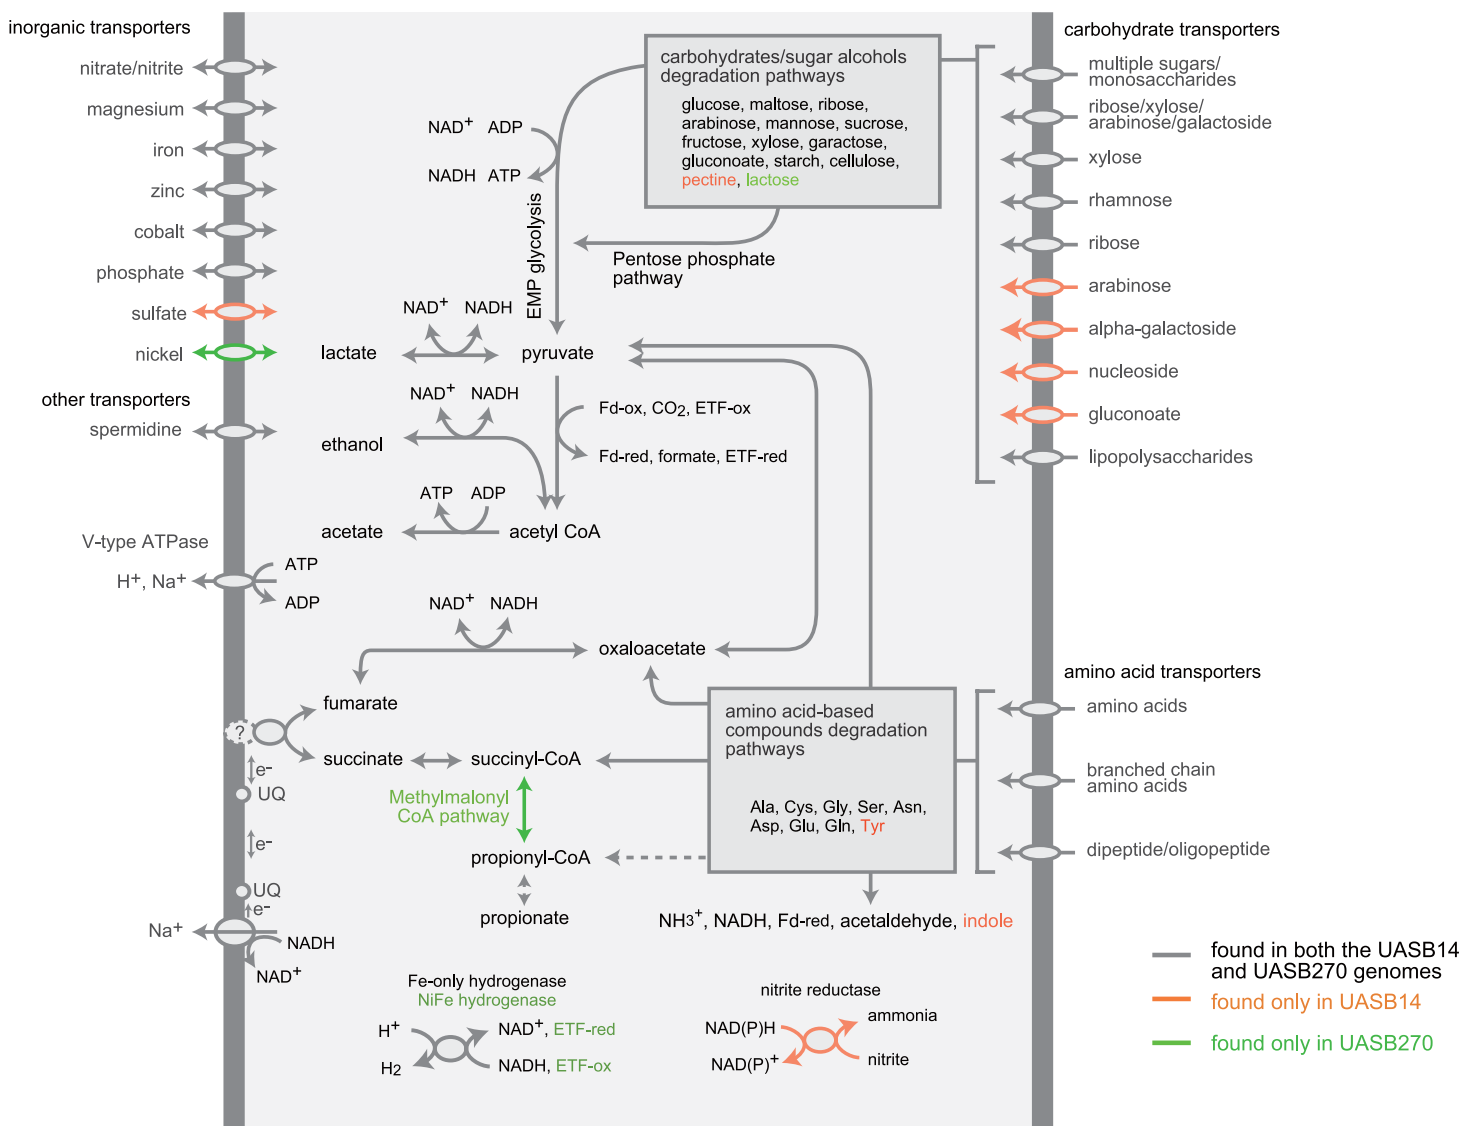 inorganic transporters
nitrate/nitrite
magnesium
iron
zinc
cobalt
phosphate
sulfate
nickel
other transporters
spermidine
V-type ATPase
H+, Na+
ATP
ADP
carbohydrates/sugar alcohols
degradation pathways
glucose, maltose, ribose,
arabinose, mannose, sucrose,
fructose, xylose, garactose,
gluconoate, starch, cellulose,
pectine, lactose
NAD+ ADP
NADH ATP
EMP glycolysis
Pentose phosphate
pathway
NAD+ NADH
lactate
pyruvate
NAD+ NADH
ethanol
Fd-ox, CO2, ETF-ox
Fd-red, formate, ETF-red
ATP ADP
acetate
acetyl CoA
NAD+ NADH
oxaloacetate
fumarate
?
succinate
succinyl-CoA
e-
UQ
Methylmalonyl
CoA pathway
e-
propionyl-CoA
UQ
e-
propionate
Na+
NADH
NAD+
amino acid-based
compounds degradation
pathways
Ala, Cys, Gly, Ser, Asn,
Asp, Glu, Gln, Tyr
NH3+, NADH, Fd-red, acetaldehyde, indole
Fe-only hydrogenase
NiFe hydrogenase
H+
NAD+, ETF-red
H2
NADH, ETF-ox
nitrite reductase
NAD(P)H
ammonia
NAD(P)+
nitrite
carbohydrate transporters
multiple sugars/
monosaccharides
ribose/xylose/
arabinose/galactoside
xylose
rhamnose
ribose
arabinose
alpha-galactoside
nucleoside
gluconoate
lipopolysaccharides
amino acid transporters
amino acids
branched chain
amino acids
dipeptide/oligopeptide
found in both the UASB14
and UASB270 genomes
found only in UASB14
found only in UASB270